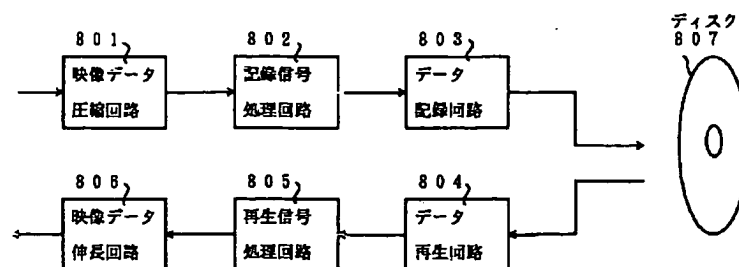 801
映像データ
圧縮回路
802
記録信号
処理回路
803
データ
記録回路
ディスク
807
806
映像データ
伸長回路
805
再生信号
処理回路
804
データ
再生回路